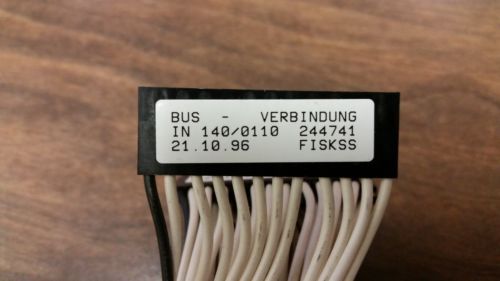 BUS - VERBINDUNG
IN 140/0110 244741
21.10.96 FISKSS